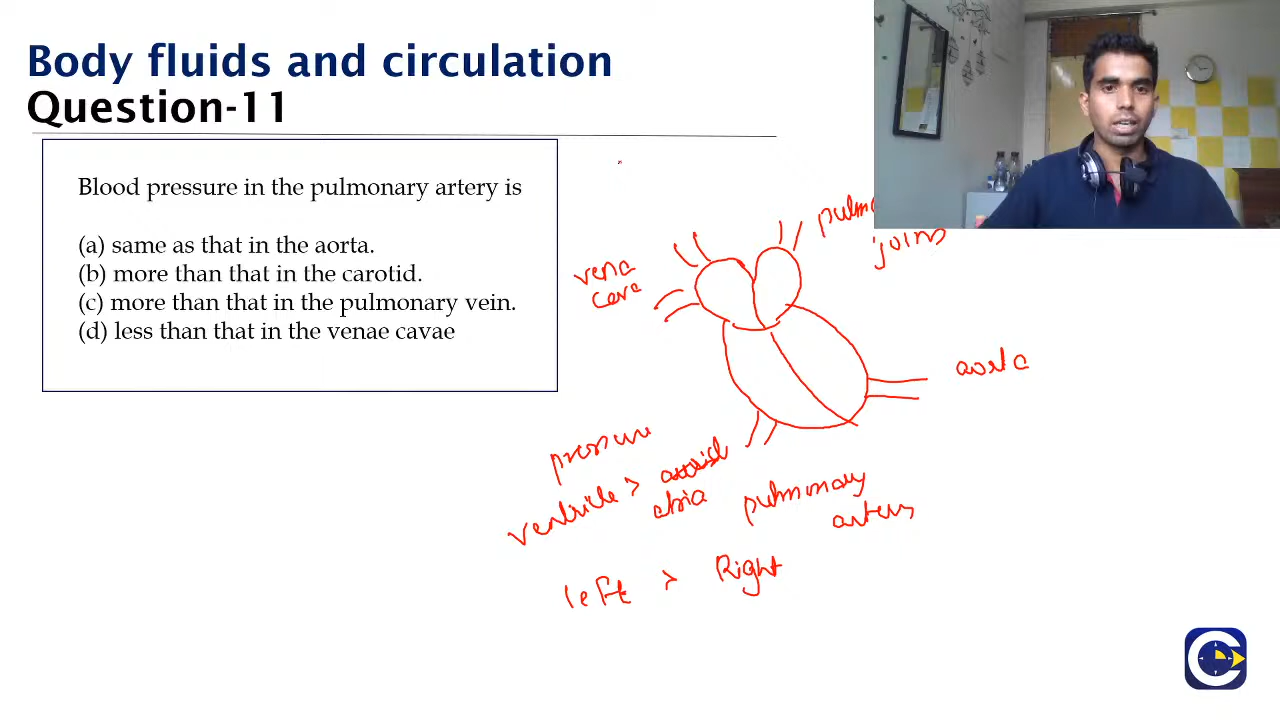 Body fluids and circulation
Question-11
Blood pressure in the pulmonary artery is
(a) same as that in the aorta.
(b) more than that in the carotid.
(c) more than that in the pulmonary vein.
(d) less than that in the venae cavae
vena
cava
joins
aorta
pressure
ventricle >
atria
pulmonary
artery
left > Right